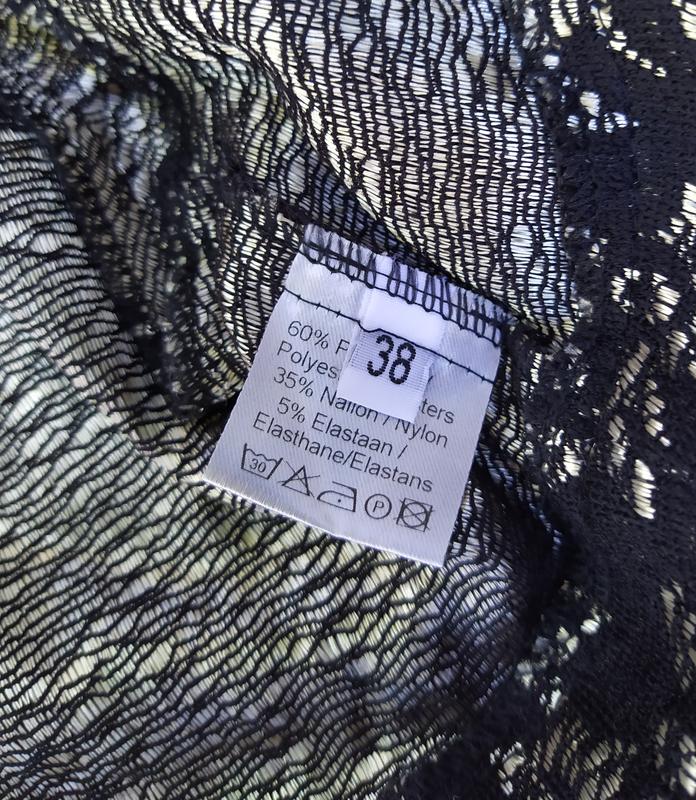 38
60% P
Polyes ters
35% Nailon / Nylon
5% Elastaan /
Elasthane/Elastans
30 P